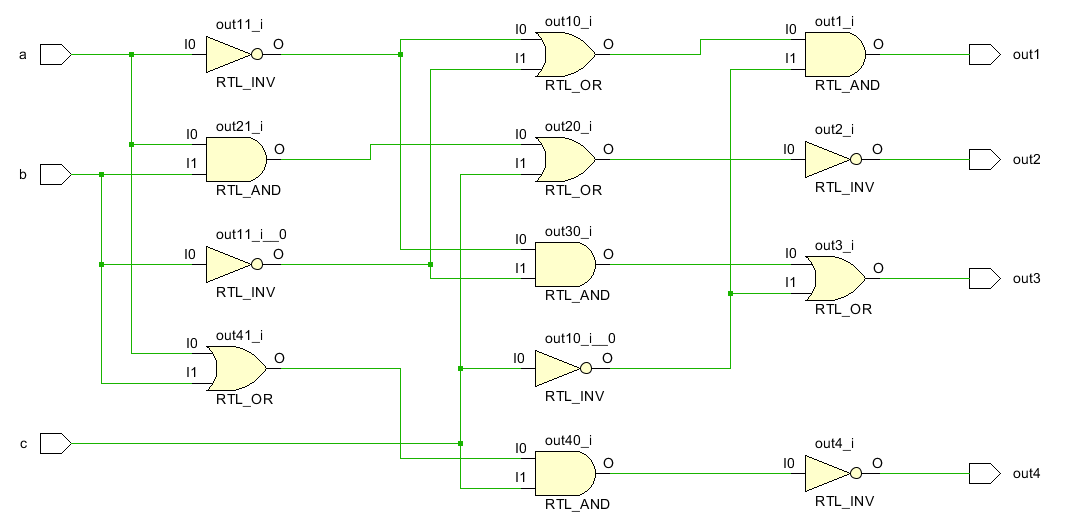 out11_i
out10_i
out1_i
I0
O
I0
O
I0
O
a
I1
I1
out1
RTL_INV
RTL_OR
RTL_AND
out21_i
out20_i
out2_i
I0
O
I0
O
I0
O
b
I1
I1
out2
RTL_AND
RTL_OR
RTL_INV
out11_i__0
out30_i
out3_i
I0
O
I0
O
I0
O
I1
I1
out3
RTL_INV
RTL_AND
RTL_OR
out41_i
out10_i__0
I0
O
I0
O
I1
RTL_OR
RTL_INV
c
out40_i
out4_i
I0
O
I0
O
I1
out4
RTL_AND
RTL_INV